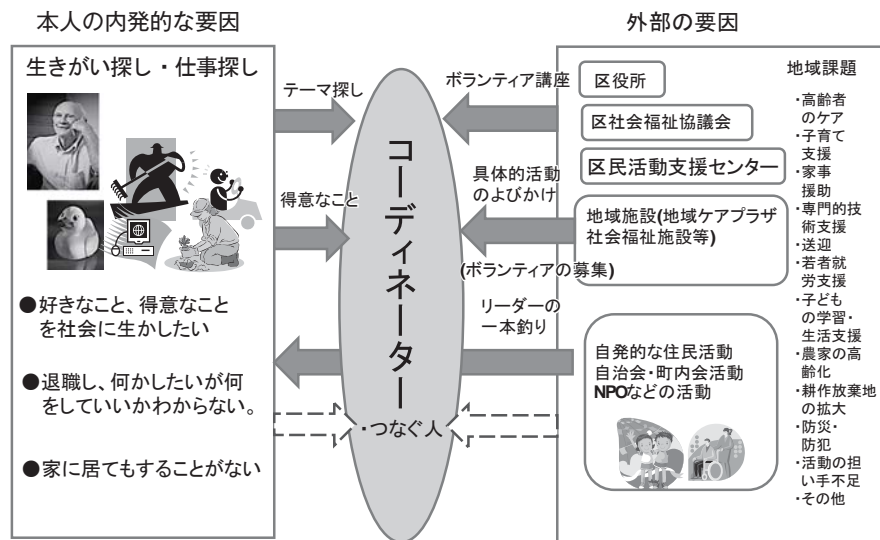 本人の内発的な要因
生きがい探し・仕事探し
●好きなこと、得意なこと
を社会に生かしたい
●退職し、何かしたいが何
をしていいかわからない。
●家に居てもすることがない
テーマ探し
得意なこと
コーディネーター
・つなぐ人
ボランティア講座
具体的活動
のよびかけ
(ボランティアの募集)
リーダーの
一本釣り
外部の要因
区役所
区社会福祉協議会
区民活動支援センター
地域施設(地域ケアプラザ
社会福祉施設等)
自発的な住民活動
自治会・町内会活動
NPOなどの活動
地域課題
・高齢者
のケア
・子育て
支援
・家事
援助
・専門的技
術支援
・送迎
・若者就
労支援
・子ども
の学習・
生活支援
・農家の高
齢化
・耕作放棄地
の拡大
・防災・
防犯
・活動の担
い手不足
・その他